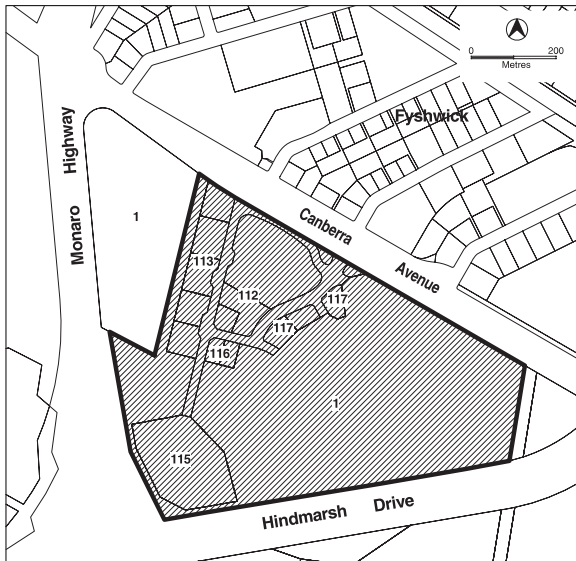 0 200
Metres
Fyshwick
Monaro Highway
Canberra Avenue
1
113
112
117
117
116
1
115
Hindmarsh Drive